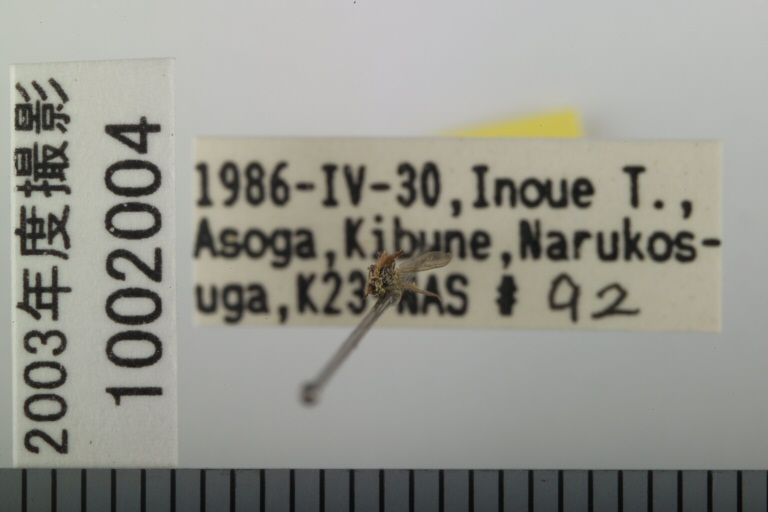 2003年度撮影
1002004
1986-IV-30,Inoue T.,
Asoga,Kibune,Narukos-
uga,K23-NAS # 92